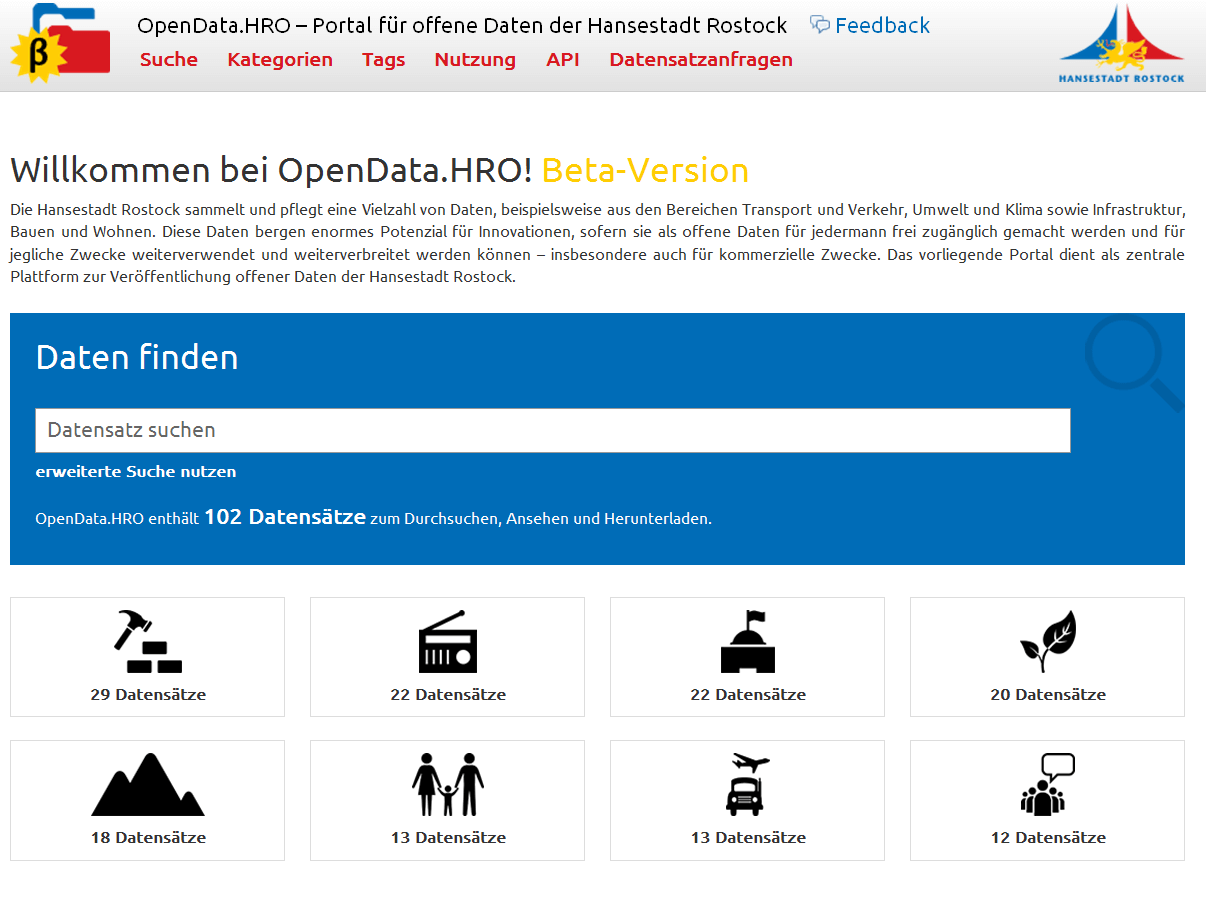 β
OpenData.HRO – Portal für offene Daten der Hansestadt Rostock
Feedback
Suche Kategorien Tags Nutzung API Datensatzanfragen
HANSESTADT ROSTOCK
Willkommen bei OpenData.HRO! Beta-Version
Die Hansestadt Rostock sammelt und pflegt eine Vielzahl von Daten, beispielsweise aus den Bereichen Transport und Verkehr, Umwelt und Klima sowie Infrastruktur,
Bauen und Wohnen. Diese Daten bergen enormes Potenzial für Innovationen, sofern sie als offene Daten für jedermann frei zugänglich gemacht werden und für
jegliche Zwecke weiterverwendet und weiterverbreitet werden können – insbesondere auch für kommerzielle Zwecke. Das vorliegende Portal dient als zentrale
Plattform zur Veröffentlichung offener Daten der Hansestadt Rostock.
Daten finden
Datensatz suchen
erweiterte Suche nutzen
OpenData.HRO enthält 102 Datensätze zum Durchsuchen, Ansehen und Herunterladen.
29 Datensätze
22 Datensätze
22 Datensätze
20 Datensätze
18 Datensätze
13 Datensätze
13 Datensätze
12 Datensätze